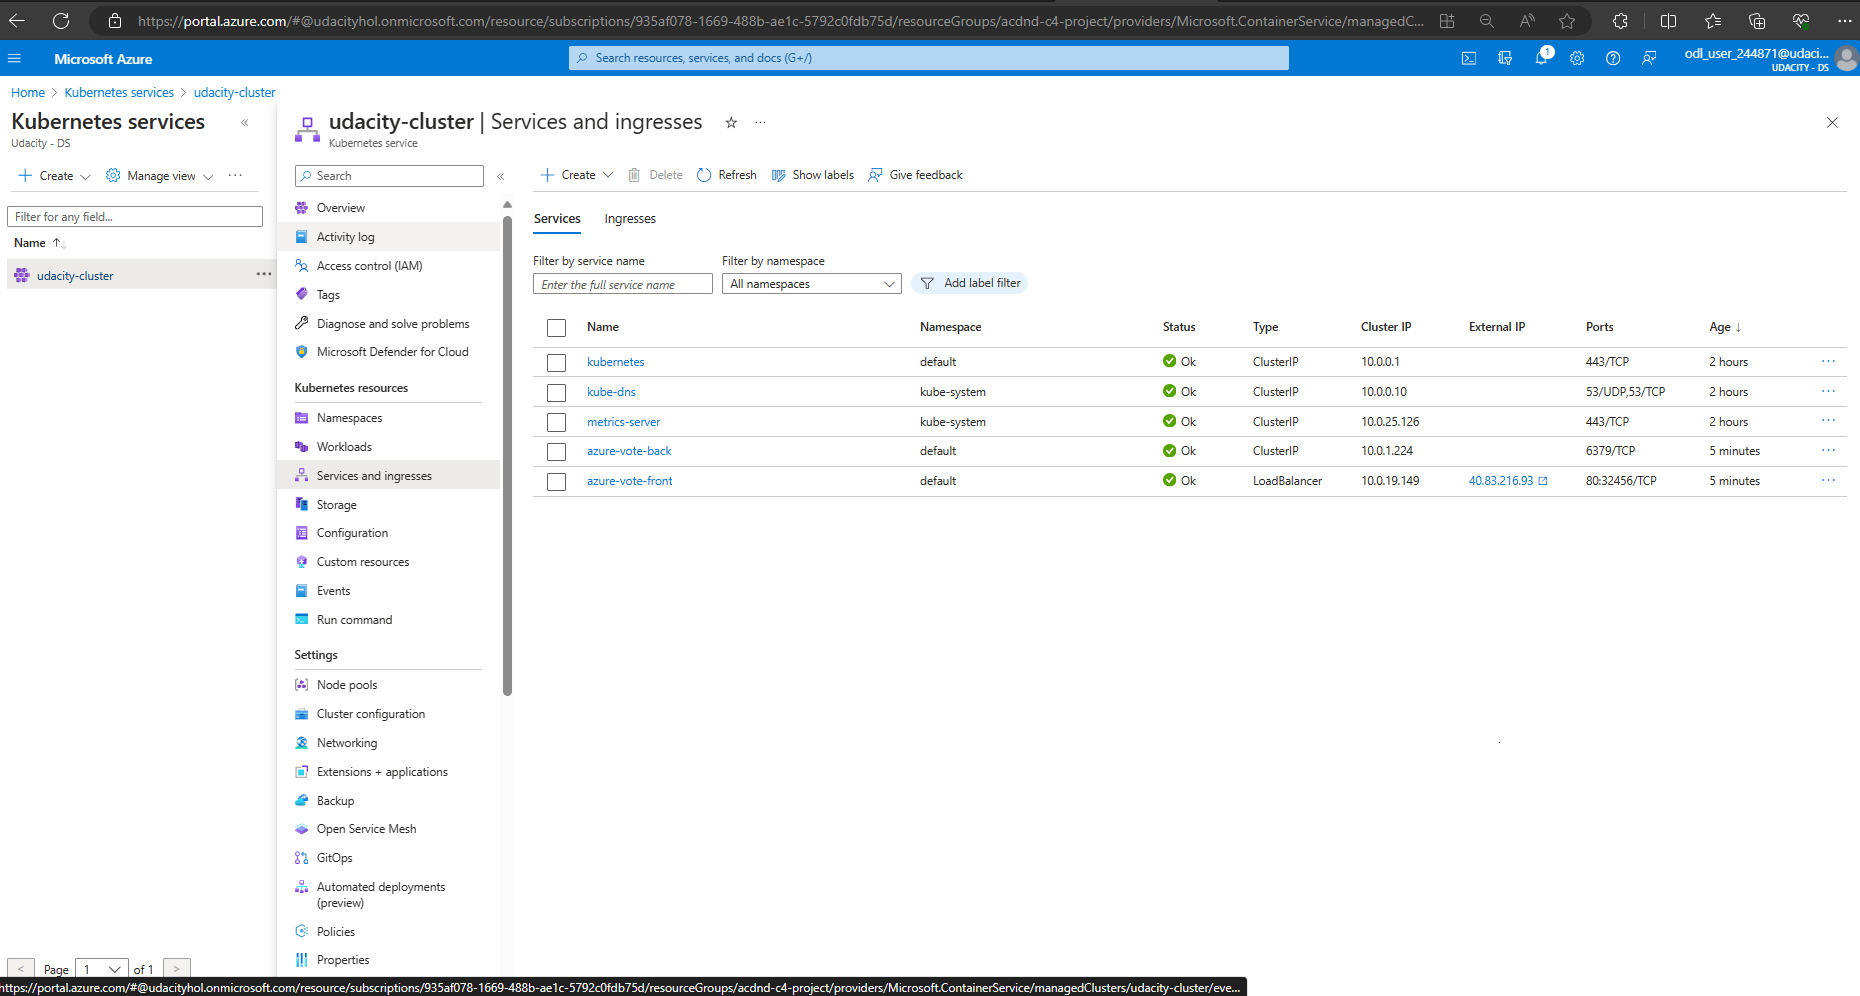 https://portal.azure.com/#@udacityhol.onmicrosoft.com/resource/subscriptions/935af078-1669-488b-ae1c-5792c0fdb75d/resourceGroups/acdnd-c4-project/providers/Microsoft.ContainerService/managedC...
Microsoft Azure
Search resources, services, and docs (G+/)
1
odl_user_244871@udaci...
UDACITY - DS
Home > Kubernetes services > udacity-cluster
Kubernetes services
Udacity - DS
Create
Manage view
Filter for any field...
Name
udacity-cluster
Page 1 of 1
udacity-cluster | Services and ingresses
Kubernetes service
Search
Overview
Activity log
Access control (IAM)
Tags
Diagnose and solve problems
Microsoft Defender for Cloud
Kubernetes resources
Namespaces
Workloads
Services and ingresses
Storage
Configuration
Custom resources
Events
Run command
Settings
Node pools
Cluster configuration
Networking
Extensions + applications
Backup
Open Service Mesh
GitOps
Automated deployments
(preview)
Policies
Properties
Create Delete Refresh Show labels Give feedback
Services Ingresses
Filter by service name Filter by namespace
Enter the full service name All namespaces Add label filter
Name Namespace Status Type Cluster IP External IP Ports Age ↓
kubernetes default Ok ClusterIP 10.0.0.1 443/TCP 2 hours
kube-dns kube-system Ok ClusterIP 10.0.0.10 53/UDP,53/TCP 2 hours
metrics-server kube-system Ok ClusterIP 10.0.25.126 443/TCP 2 hours
azure-vote-back default Ok ClusterIP 10.0.1.224 6379/TCP 5 minutes
azure-vote-front default Ok LoadBalancer 10.0.19.149 40.83.216.93 80:32456/TCP 5 minutes
https://portal.azure.com/#@udacityhol.onmicrosoft.com/resource/subscriptions/935af078-1669-488b-ae1c-5792c0fdb75d/resourceGroups/acdnd-c4-project/providers/Microsoft.ContainerService/managedClusters/udacity-cluster/eve...